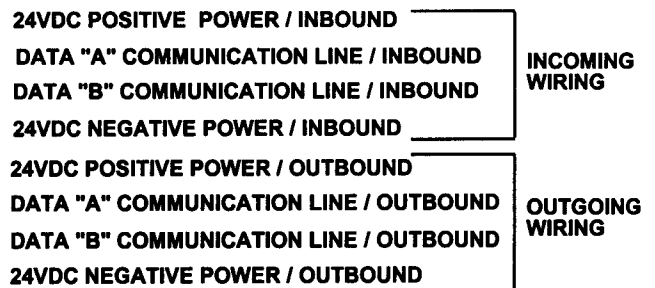 24VDC POSITIVE POWER / INBOUND
DATA "A" COMMUNICATION LINE / INBOUND
DATA "B" COMMUNICATION LINE / INBOUND
24VDC NEGATIVE POWER / INBOUND
INCOMING
WIRING
24VDC POSITIVE POWER / OUTBOUND
DATA "A" COMMUNICATION LINE / OUTBOUND
DATA "B" COMMUNICATION LINE / OUTBOUND
24VDC NEGATIVE POWER / OUTBOUND
OUTGOING
WIRING